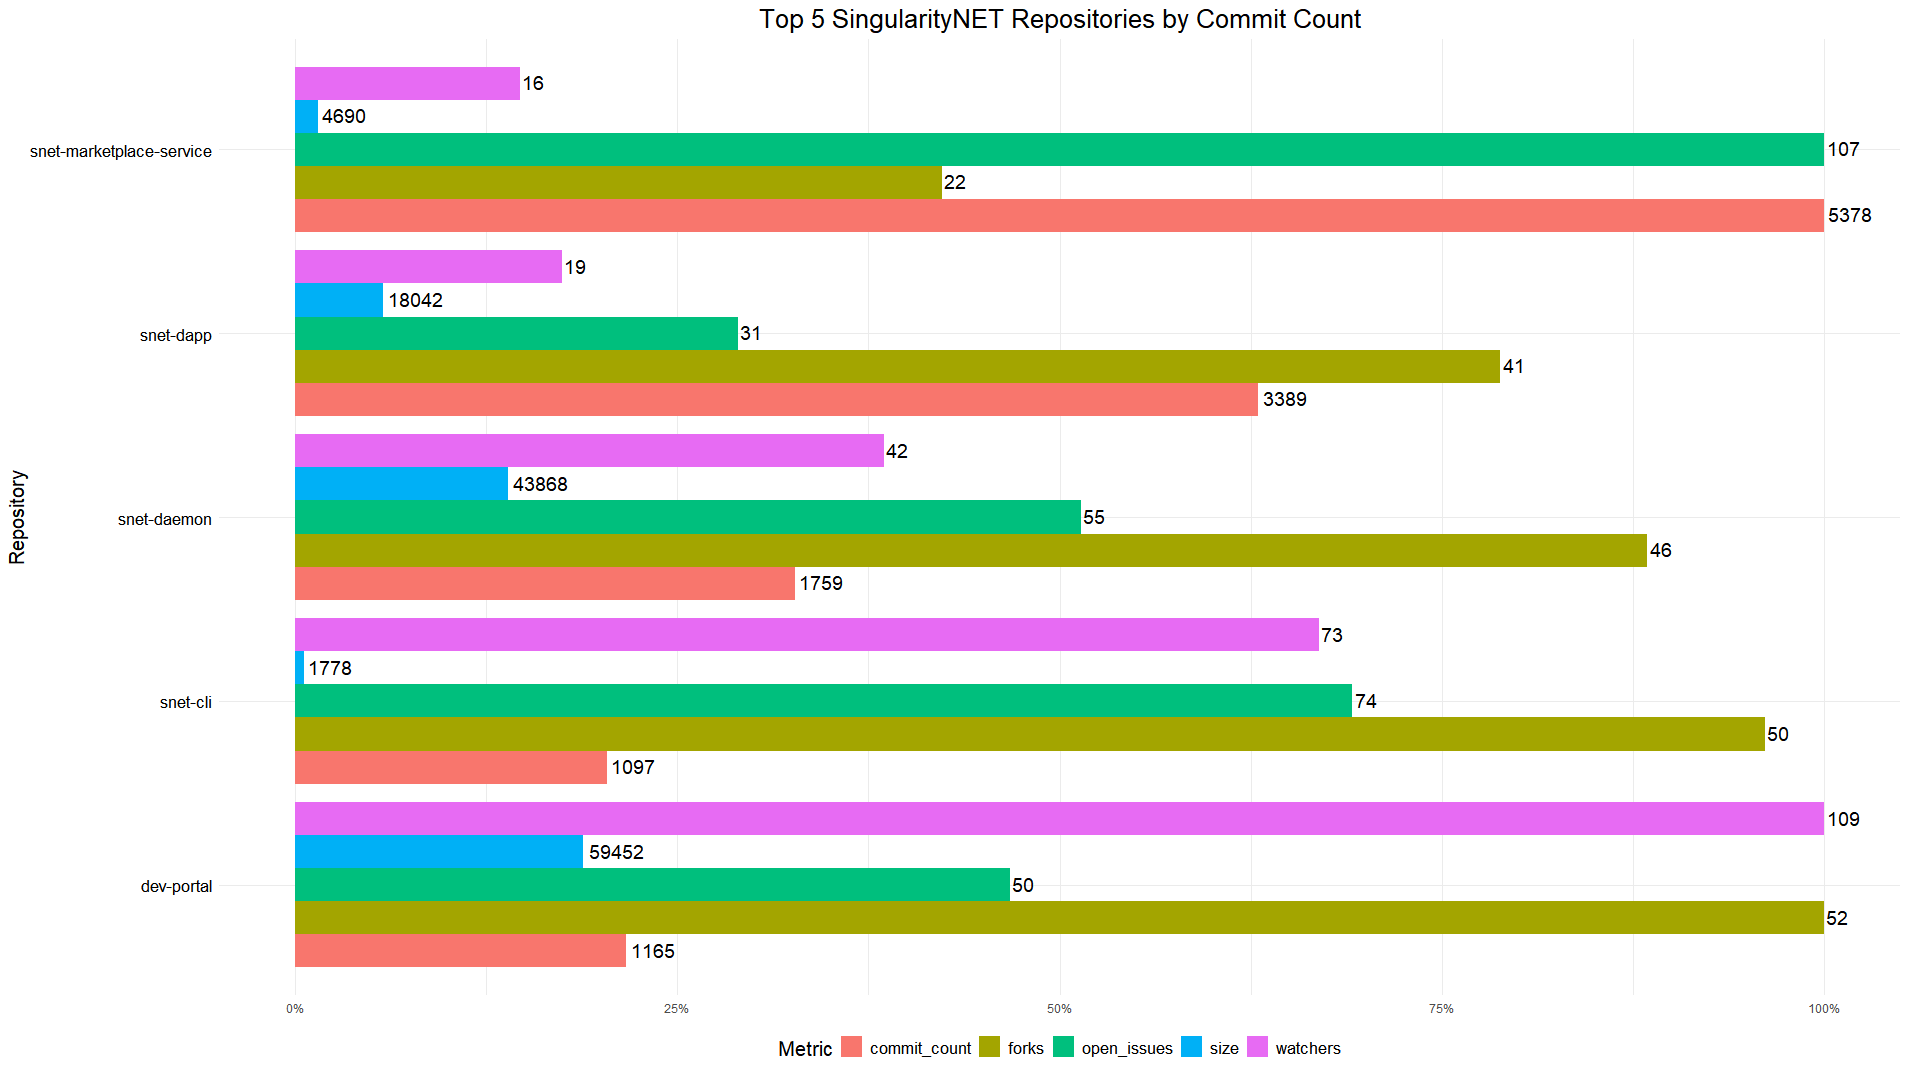 Top 5 SingularityNET Repositories by Commit Count
Repository
snet-marketplace-service
16
4690
107
22
5378
snet-dapp
19
18042
31
41
3389
snet-daemon
42
43868
55
46
1759
snet-cli
73
1778
74
50
1097
dev-portal
109
59452
50
52
1165
0% 25% 50% 75% 100%
Metric commit_count forks open_issues size watchers